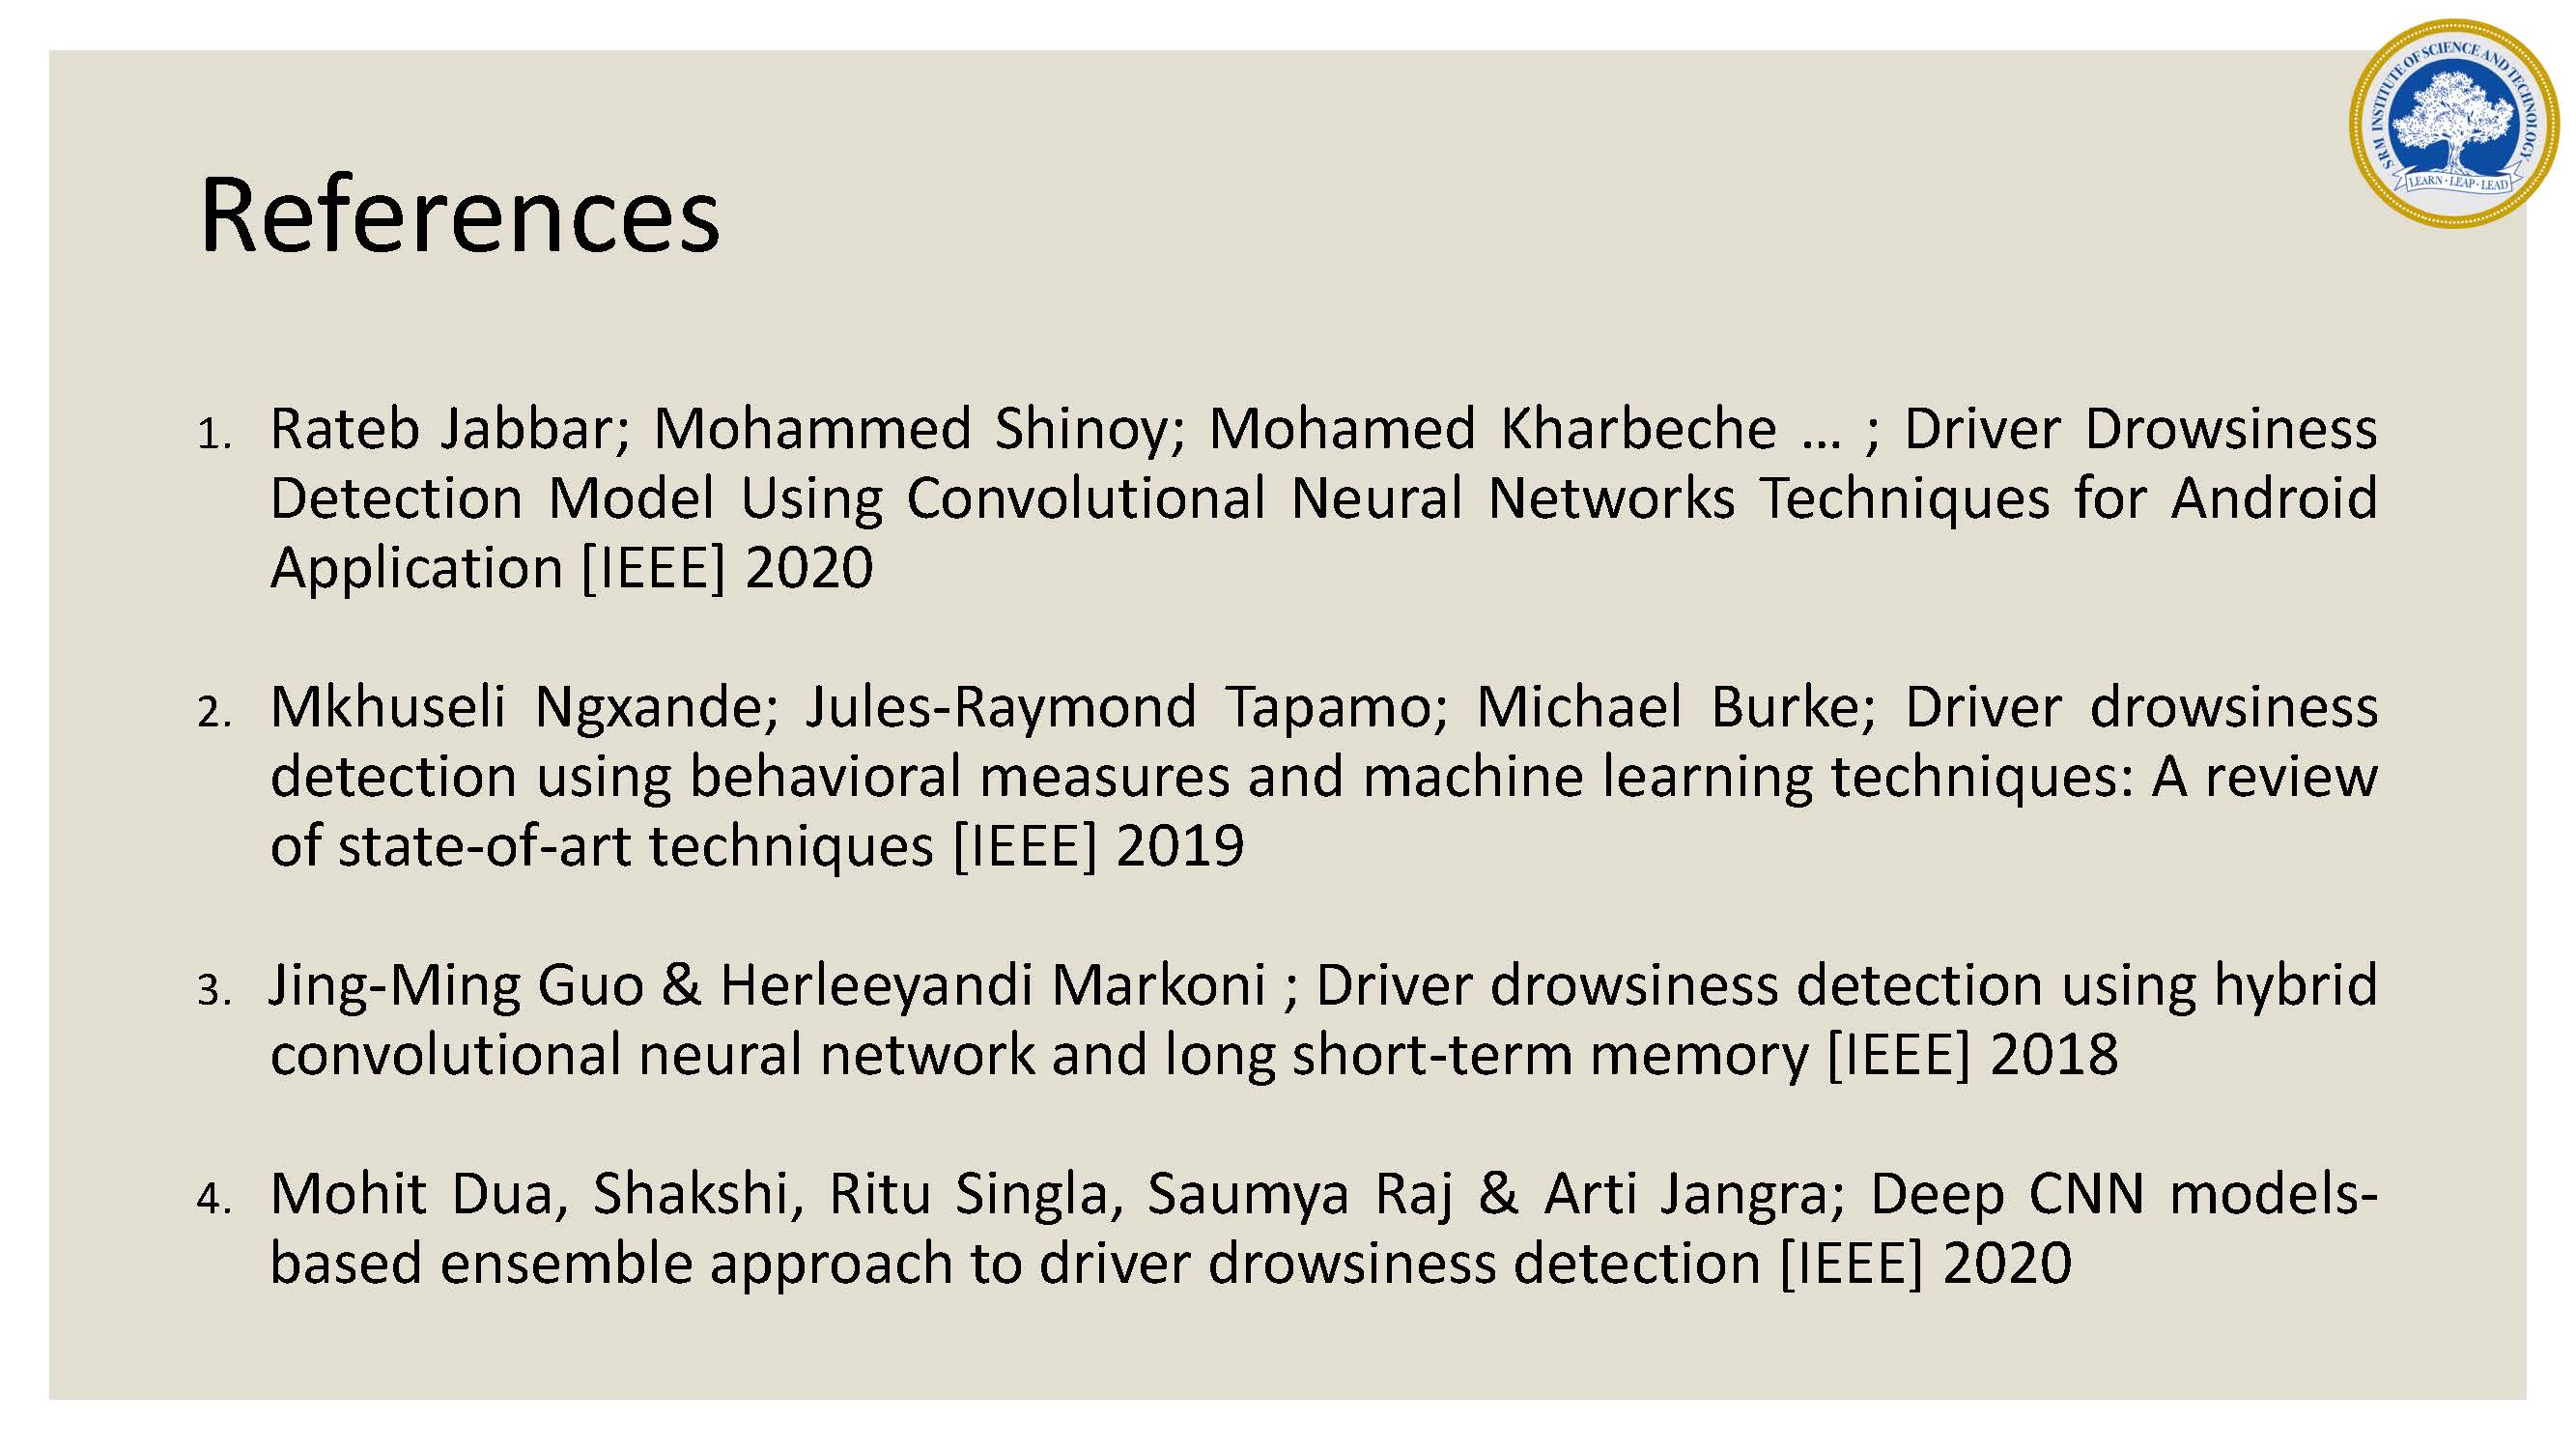 SRM INSTITUTE OF SCIENCE AND TECHNOLOGY
LEARN · LEAP · LEAD
References
1. Rateb Jabbar; Mohammed Shinoy; Mohamed Kharbeche ... ; Driver Drowsiness
Detection Model Using Convolutional Neural Networks Techniques for Android
Application [IEEE] 2020
2. Mkhuseli Ngxande; Jules-Raymond Tapamo; Michael Burke; Driver drowsiness
detection using behavioral measures and machine learning techniques: A review
of state-of-art techniques [IEEE] 2019
3. Jing-Ming Guo & Herleeyandi Markoni ; Driver drowsiness detection using hybrid
convolutional neural network and long short-term memory [IEEE] 2018
4. Mohit Dua, Shakshi, Ritu Singla, Saumya Raj & Arti Jangra; Deep CNN models-
based ensemble approach to driver drowsiness detection [IEEE] 2020